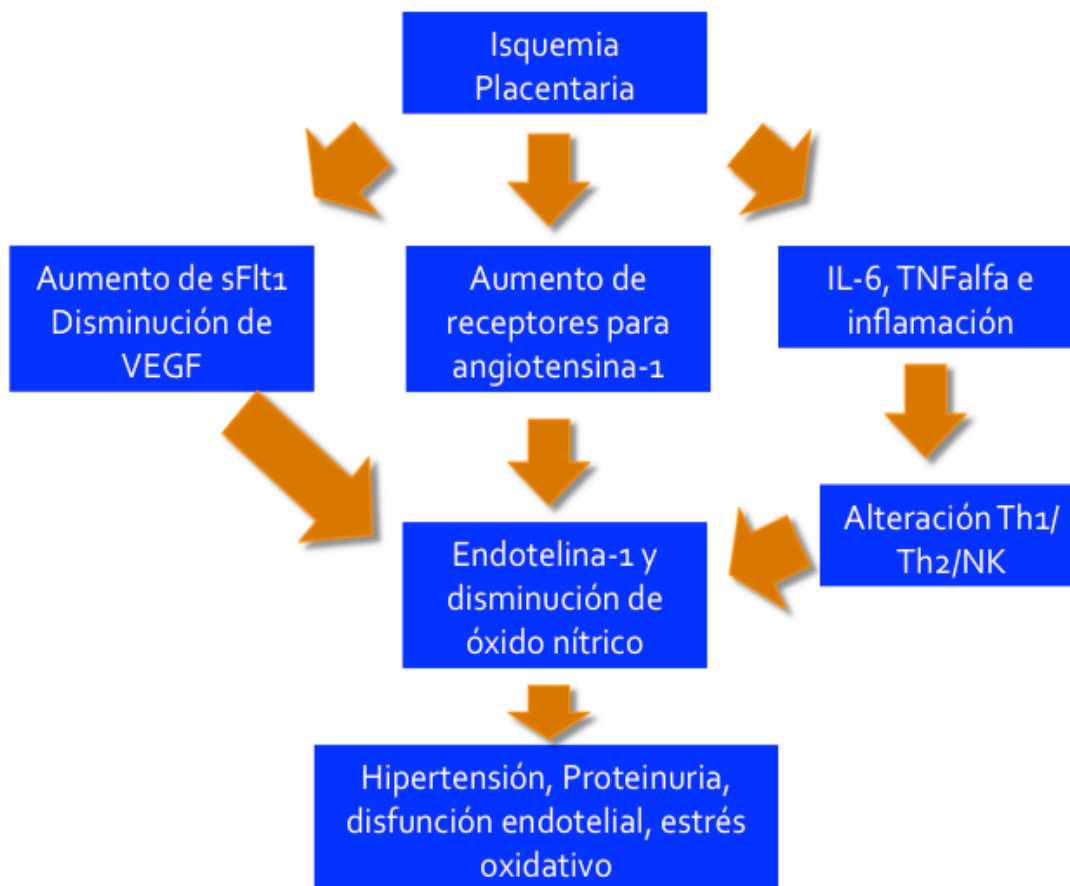 Isquemia
Placentaria
Aumento de sFlt1
Disminución de
VEGF
Aumento de
receptores para
angiotensina-1
IL-6, TNFalfa e
inflamación
Alteración Th1/
Th2/NK
Endotelina-1 y
disminución de
óxido nítrico
Hipertensión, Proteinuria,
disfunción endotelial, estrés
oxidativo